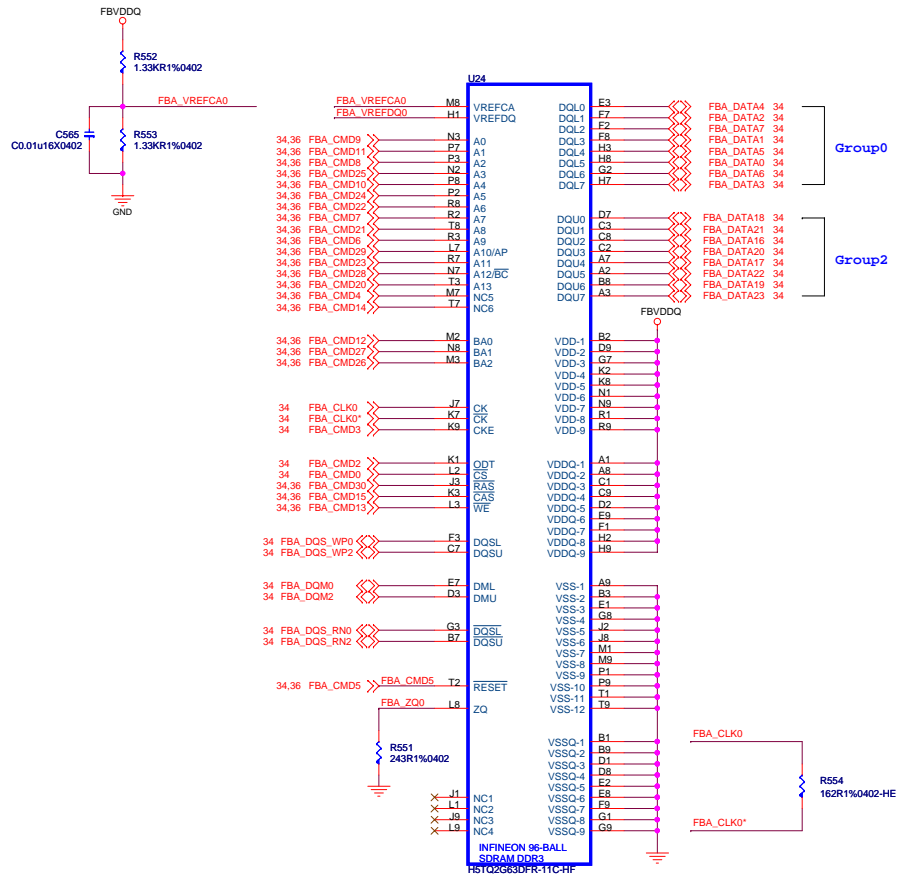 FBVDDQ
R552
1.33KR1%0402
FBA_VREFCA0
C565
C0.01u16X0402
R553
1.33KR1%0402
GND
U24
FBA_VREFCA0 M8 VREFCA
FBA_VREFDQ0 H1 VREFDQ
34,36 FBA_CMD9 N3 A0
34,36 FBA_CMD11 P7 A1
34,36 FBA_CMD8 P3 A2
34,36 FBA_CMD25 N2 A3
34,36 FBA_CMD10 P8 A4
34,36 FBA_CMD24 P2 A5
34,36 FBA_CMD22 R8 A6
34,36 FBA_CMD7 R2 A7
34,36 FBA_CMD21 T8 A8
34,36 FBA_CMD6 R3 A9
34,36 FBA_CMD29 L7 A10/AP
34,36 FBA_CMD23 R7 A11
34,36 FBA_CMD28 N7 A12/BC
34,36 FBA_CMD20 T3 A13
34,36 FBA_CMD4 M7 NC5
34,36 FBA_CMD14 T7 NC6
34,36 FBA_CMD12 M2 BA0
34,36 FBA_CMD27 N8 BA1
34,36 FBA_CMD26 M3 BA2
34 FBA_CLK0 J7 CK
34 FBA_CLK0* K7 CK
34 FBA_CMD3 K9 CKE
34 FBA_CMD2 K1 ODT
34 FBA_CMD0 L2 CS
34,36 FBA_CMD30 J3 RAS
34,36 FBA_CMD15 K3 CAS
34,36 FBA_CMD13 L3 WE
34 FBA_DQS_WP0 F3 DQSL
34 FBA_DQS_WP2 C7 DQSU
34 FBA_DQM0 E7 DML
34 FBA_DQM2 D3 DMU
34 FBA_DQS_RN0 G3 DQSL
34 FBA_DQS_RN2 B7 DQSU
34,36 FBA_CMD5 FBA_CMD5 T2 RESET
FBA_ZQ0 L8 ZQ
R551
243R1%0402
J1 NC1
L1 NC2
J9 NC3
L9 NC4
DQL0 E3 FBA_DATA4 34
DQL1 F7 FBA_DATA2 34
DQL2 F2 FBA_DATA7 34
DQL3 F8 FBA_DATA1 34
DQL4 H3 FBA_DATA5 34
DQL5 H8 FBA_DATA0 34
DQL6 G2 FBA_DATA6 34
DQL7 H7 FBA_DATA3 34
Group0
DQU0 D7 FBA_DATA18 34
DQU1 C3 FBA_DATA21 34
DQU2 C8 FBA_DATA16 34
DQU3 C2 FBA_DATA20 34
DQU4 A7 FBA_DATA17 34
DQU5 A2 FBA_DATA22 34
DQU6 B8 FBA_DATA19 34
DQU7 A3 FBA_DATA23 34
Group2
FBVDDQ
VDD-1 B2
VDD-2 D9
VDD-3 G7
VDD-4 K2
VDD-5 K8
VDD-6 N1
VDD-7 N9
VDD-8 R1
VDD-9 R9
VDDQ-1 A1
VDDQ-2 A8
VDDQ-3 C1
VDDQ-4 C9
VDDQ-5 D2
VDDQ-6 E9
VDDQ-7 F1
VDDQ-8 H2
VDDQ-9 H9
VSS-1 A9
VSS-2 B3
VSS-3 E1
VSS-4 G8
VSS-5 J2
VSS-6 J8
VSS-7 M1
VSS-8 M9
VSS-9 P1
VSS-10 P9
VSS-11 T1
VSS-12 T9
VSSQ-1 B1
VSSQ-2 B9
VSSQ-3 D1
VSSQ-4 D8
VSSQ-5 E2
VSSQ-6 E8
VSSQ-7 F9
VSSQ-8 G1
VSSQ-9 G9
FBA_CLK0
R554
162R1%0402-HE
FBA_CLK0*
INFINEON 96-BALL
SDRAM DDR3
H5TQ2G63DFR-11C-HF